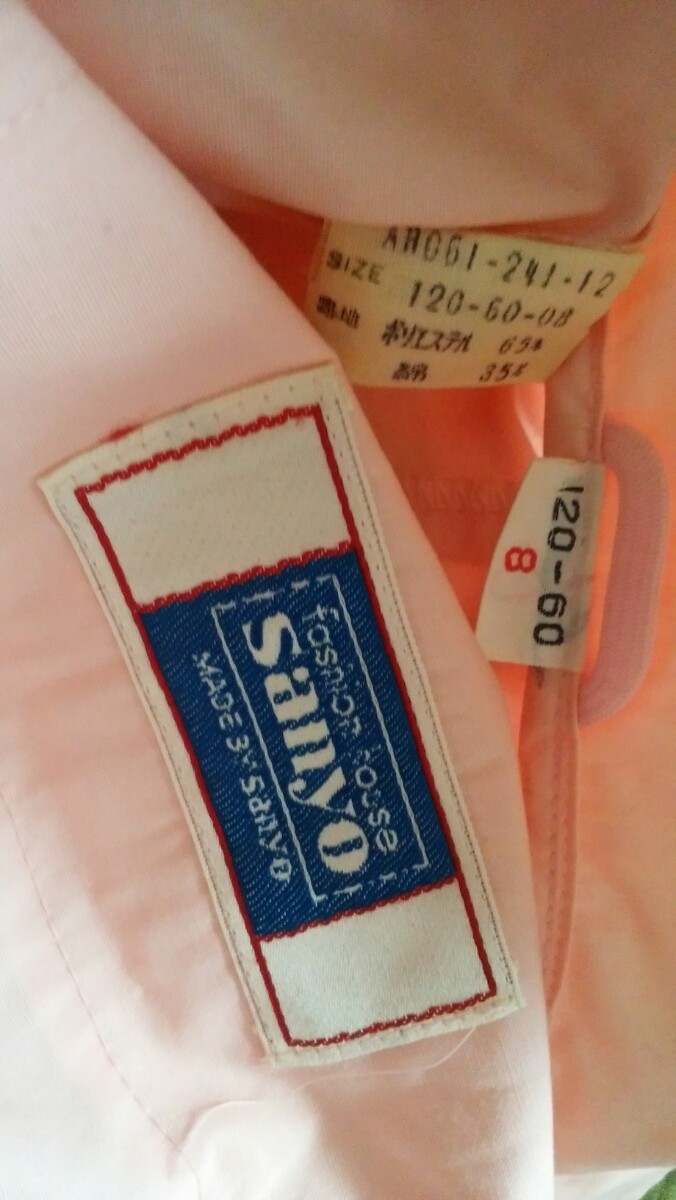 AR061-241-12
SIZE 120-60-08
ポリエステル 65%
綿 35%
120-60
8
fashion house
sanyo
MADE BY SANYO